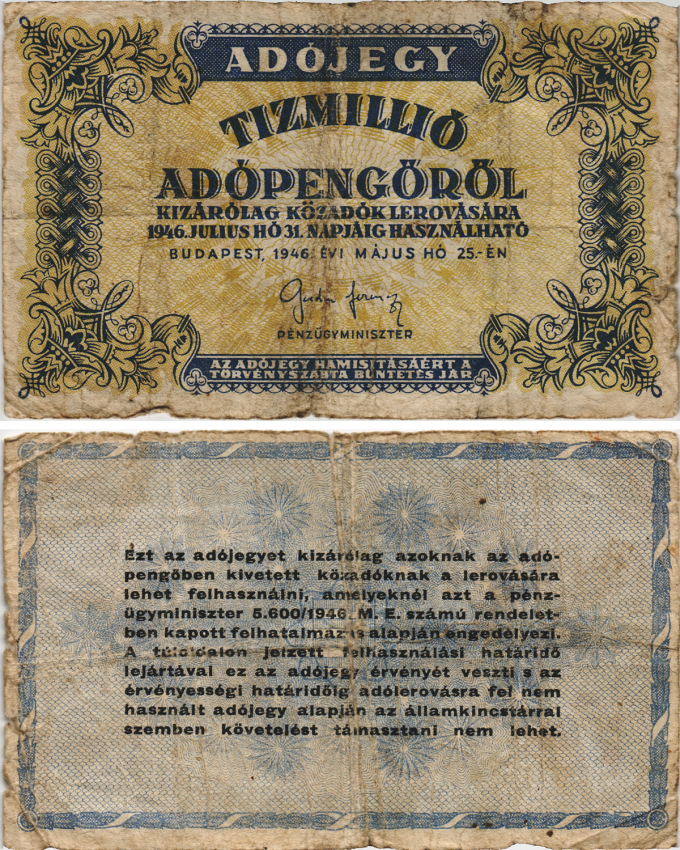 ADÓJEGY
TIZMILLIÓ
ADÓPENGŐRŐL
KIZÁRÓLAG KÖZADÓK LEROVÁSÁRA
1946. JULIUS HÓ 31. NAPJÁIG HASZNÁLHATÓ
BUDAPEST, 1946. ÉVI MÁJUS HÓ 25.-ÉN
PÉNZÜGYMINISZTER
AZ ADÓJEGY HAMISITÁSAÉRT A
TÖRVÉNYSZABTA BÜNTETÉS JÁR
Ezt az adójegyet kizárólag azoknak az adó-
pengőben kivetett közadóknak a lerovására
lehet felhasználni, amelyeknél azt a pénz-
ügyminiszter 5.600/1946. M. E. számú rendelet-
ben kapott felhatalmazás alapján engedélyezi.
A túloldalon jelzett felhasználási határidő
lejártával ez az adójegy érvényét veszti s az
érvényességi határidőig adólerovásra fel nem
használt adójegy alapján az államkincstárral
szemben követelést támasztani nem lehet.